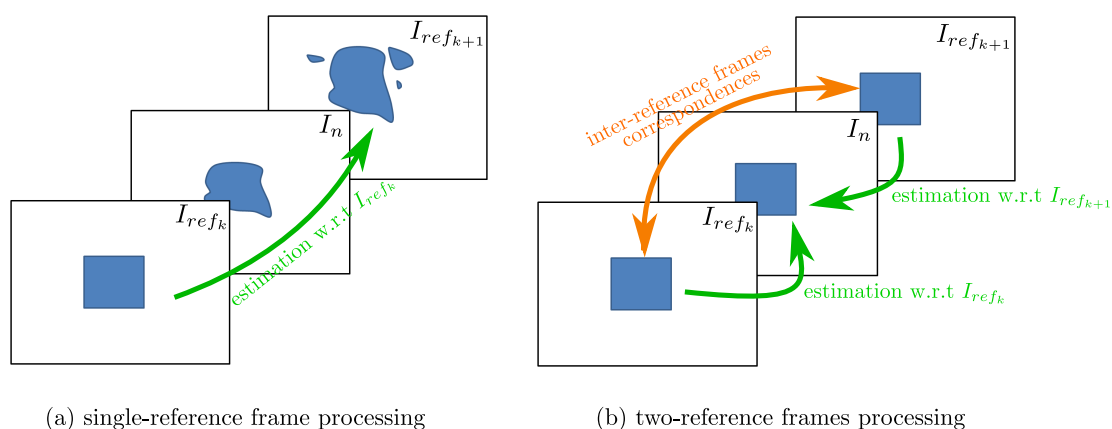 I_{ref_{k+1}}
I_n
I_{ref_k}
estimation w.r.t I_{ref_k}
(a) single-reference frame processing
I_{ref_{k+1}}
inter-reference frames
correspondences
I_n
I_{ref_k}
estimation w.r.t I_{ref_{k+1}}
estimation w.r.t I_{ref_k}
(b) two-reference frames processing